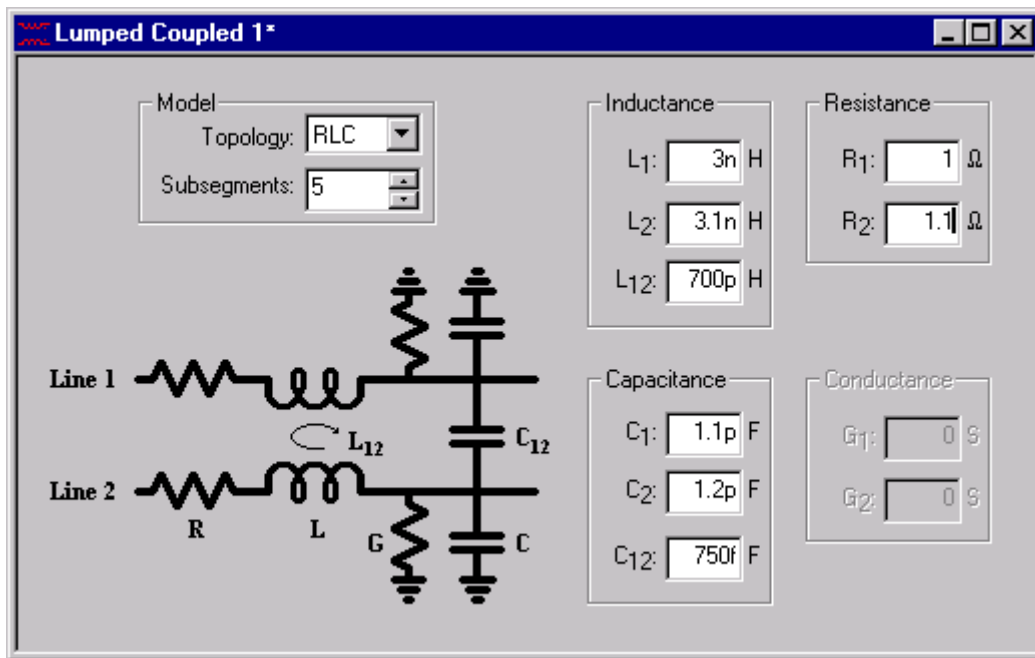 Lumped Coupled 1*
Model
Topology: RLC
Subsegments: 5
Inductance
L1: 3n H
L2: 3.1n H
L12: 700p H
Resistance
R1: 1 Ω
R2: 1.1 Ω
Line 1
L12
C12
Line 2
R
L
G
C
Capacitance
C1: 1.1p F
C2: 1.2p F
C12: 750f F
Conductance
G1: 0 S
G2: 0 S